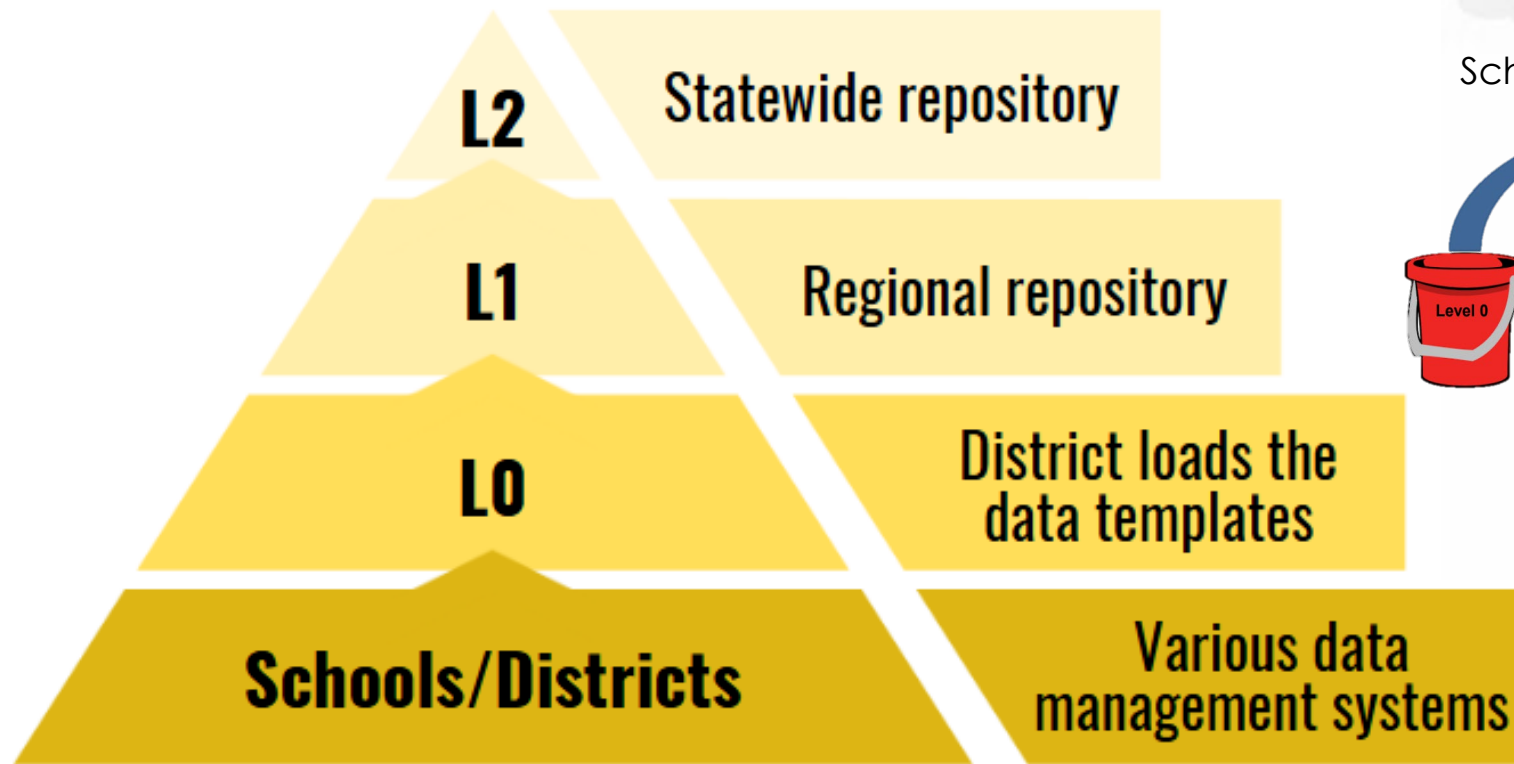 L2
Statewide repository
L1
Regional repository
L0
District loads the
data templates
Schools/Districts
Various data
management systems
Level 0